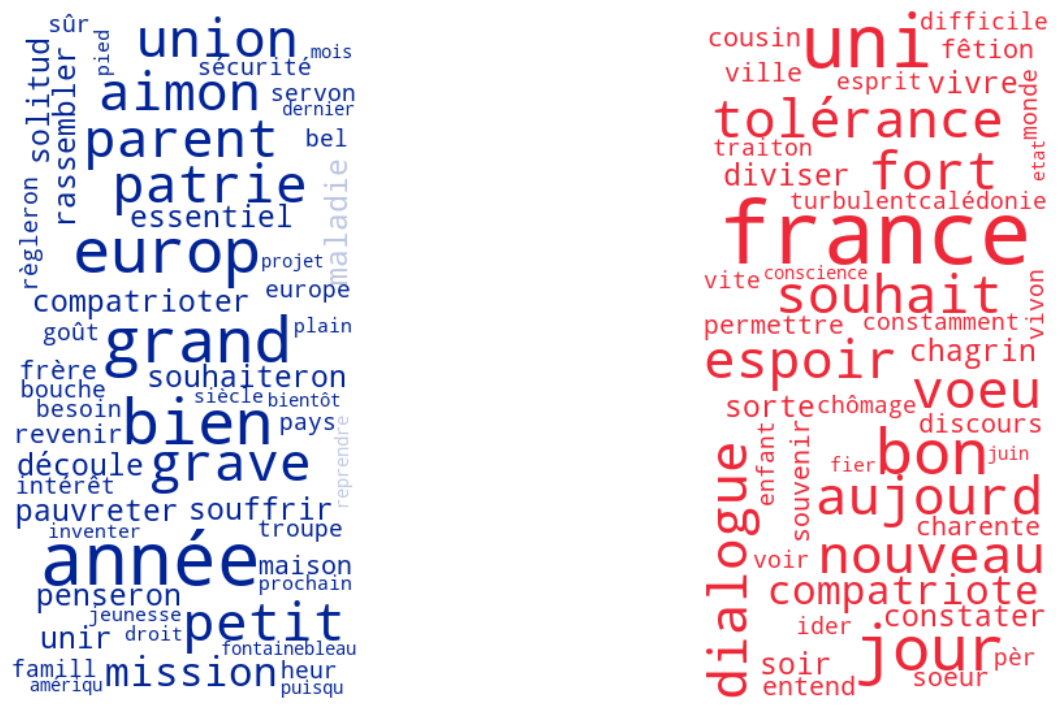 sûr
union
pied
mois
sécurité
solitud
rassembler
aimon
servon
dernier
parent
bel
patrie
maladie
essentiel
règleron
europ
projet
compatrioter
europe
goût
grand
plain
frère
souhaiteron
bouche
siècle
bientôt
besoin
bien
pays
revenir
reprendre
découle
grave
intérêt
pauvreter
souffrir
inventer
troupe
année
maison
prochain
penseron
jeunesse
petit
unir
droit
fontainebleau
famill
mission
heur
amériqu
puisqu
difficile
cousin
uni
fêtion
ville
esprit
vivre
monde
tolérance
traiton
etat
diviser
fort
turbulent
calédonie
france
vite
conscience
souhait
vivon
permettre
constamment
espoir
chagrin
voeu
sorte
chômage
discours
dialogue
enfant
souvenir
fier
bon
juin
aujourd
charente
voir
nouveau
compatriote
constater
ider
jour
soir
pèr
soeur
entend